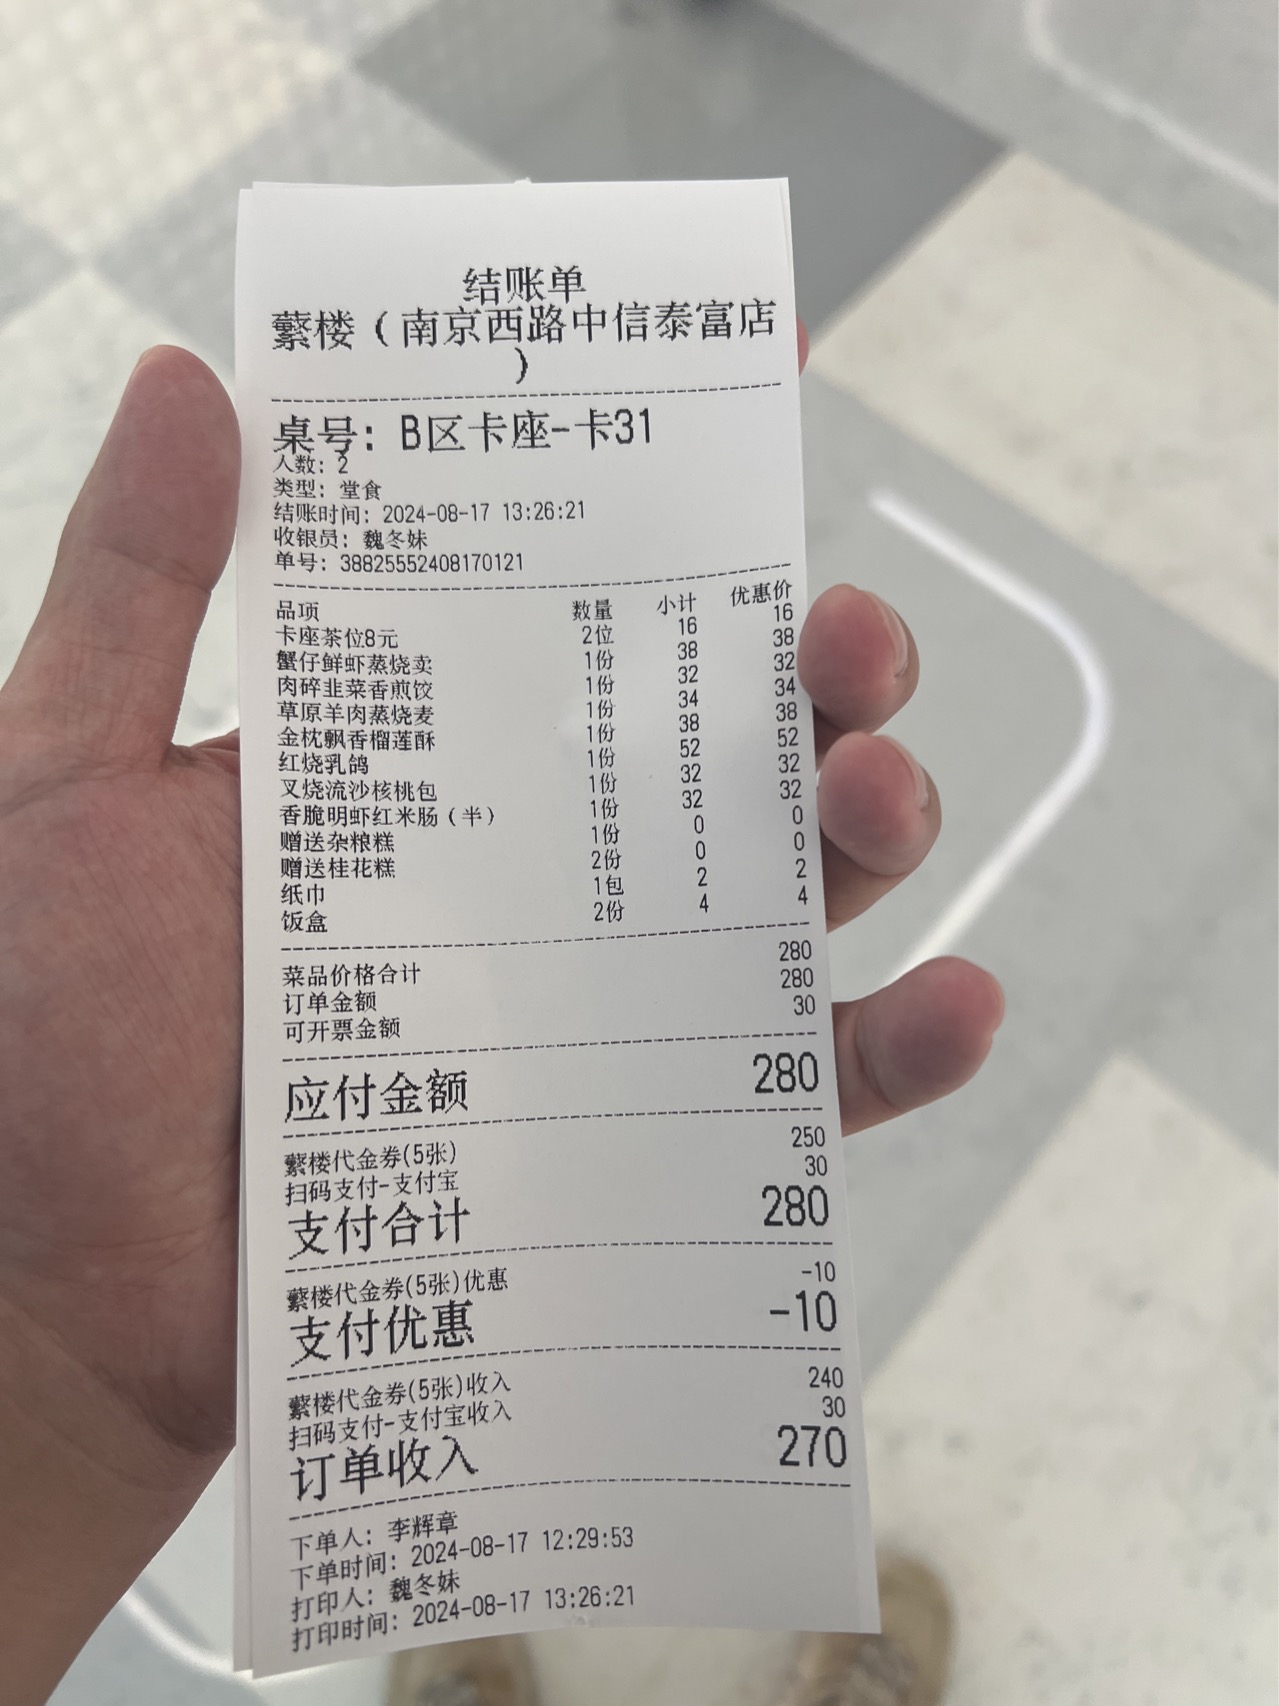 结账单
蘩楼（南京西路中信泰富店
）
桌号：B区卡座-卡31
人数：2
类型：堂食
结账时间：2024-08-17 13:26:21
收银员：魏冬妹
单号：38825552408170121
品项 数量 小计 优惠价
卡座茶位8元 2位 16 16
蟹仔鲜虾蒸烧卖 1份 38 38
肉碎韭菜香煎饺 1份 32 32
草原羊肉蒸烧麦 1份 34 34
金枕飘香榴莲酥 1份 38 38
红烧乳鸽 1份 52 52
叉烧流沙核桃包 1份 32 32
香脆明虾红米肠（半） 1份 32 32
赠送杂粮糕 1份 0 0
赠送桂花糕 2份 0 0
纸巾 1包 2 2
饭盒 2份 4 4
菜品价格合计 280
订单金额 280
可开票金额 30
应付金额 280
蘩楼代金券(5张) 250
扫码支付-支付宝 30
支付合计 280
蘩楼代金券(5张)优惠 -10
支付优惠 -10
蘩楼代金券(5张)收入 240
扫码支付-支付宝收入 30
订单收入 270
下单人：李辉章
下单时间：2024-08-17 12:29:53
打印人：魏冬妹
打印时间：2024-08-17 13:26:21